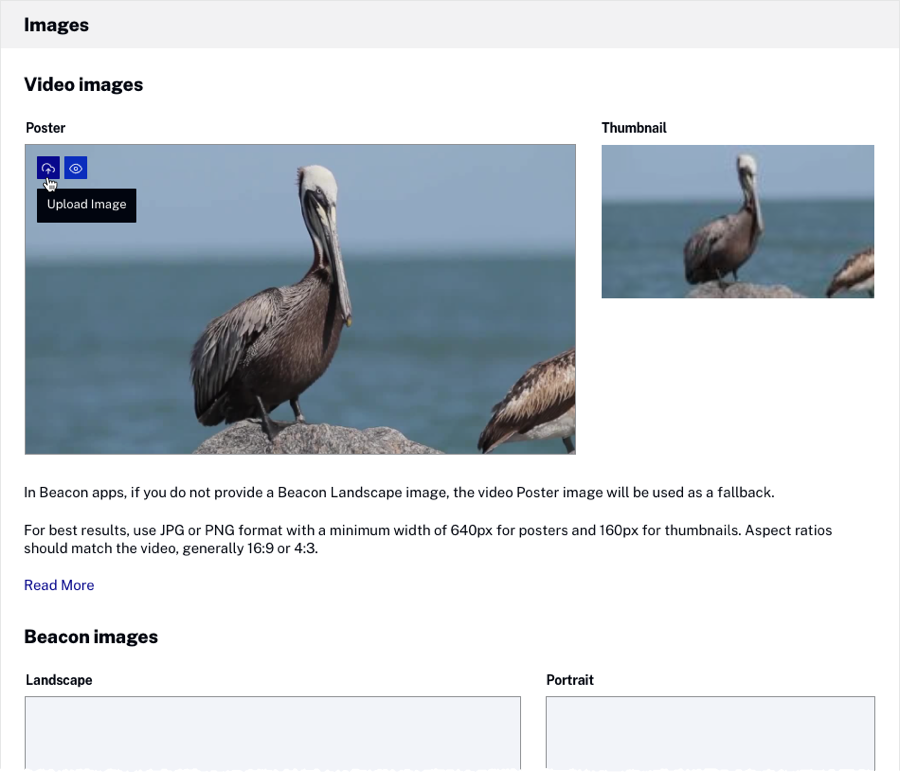 Images
Video images
Poster
Thumbnail
Upload Image
In Beacon apps, if you do not provide a Beacon Landscape image, the video Poster image will be used as a fallback.
For best results, use JPG or PNG format with a minimum width of 640px for posters and 160px for thumbnails. Aspect ratios
should match the video, generally 16:9 or 4:3.
Read More
Beacon images
Landscape
Portrait